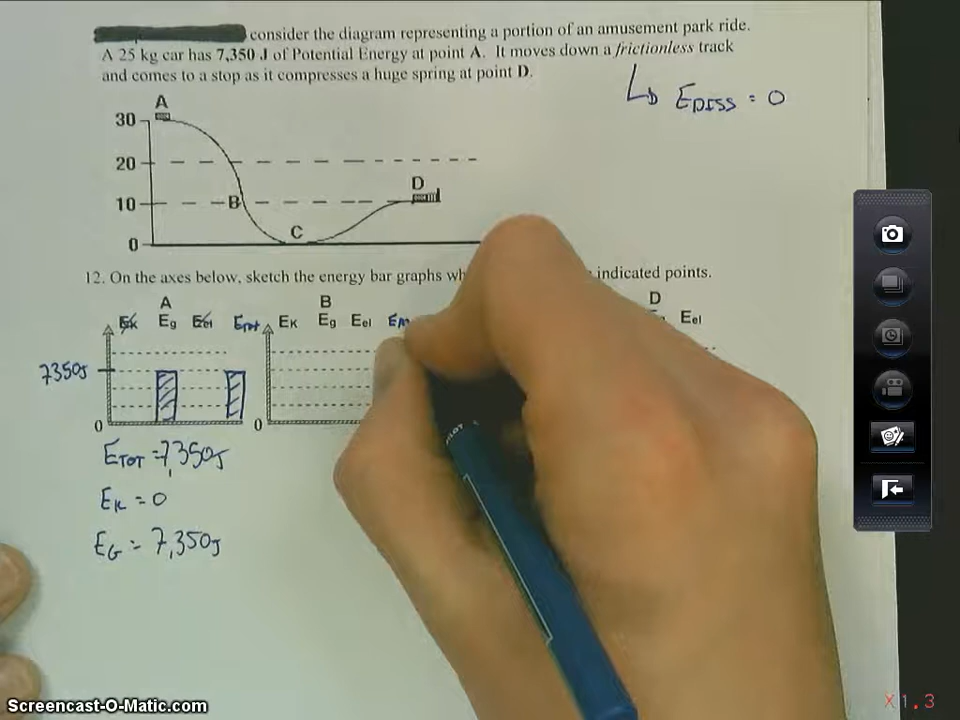 consider the diagram representing a portion of an amusement park ride.
A 25 kg car has 7,350 J of Potential Energy at point A. It moves down a frictionless track
and comes to a stop as it compresses a huge spring at point D.
EDISS = 0
A
30
20
D
10
B
C
0
12. On the axes below, sketch the energy bar graphs indicated points.
A B D
Ek Eg Eel ETOT EK Eg Eel Eel
7350J
0 0
ETOT = 7,350J
EK = 0
EG = 7,350J
PILOT
Screencast-O-Matic.com
X1.3